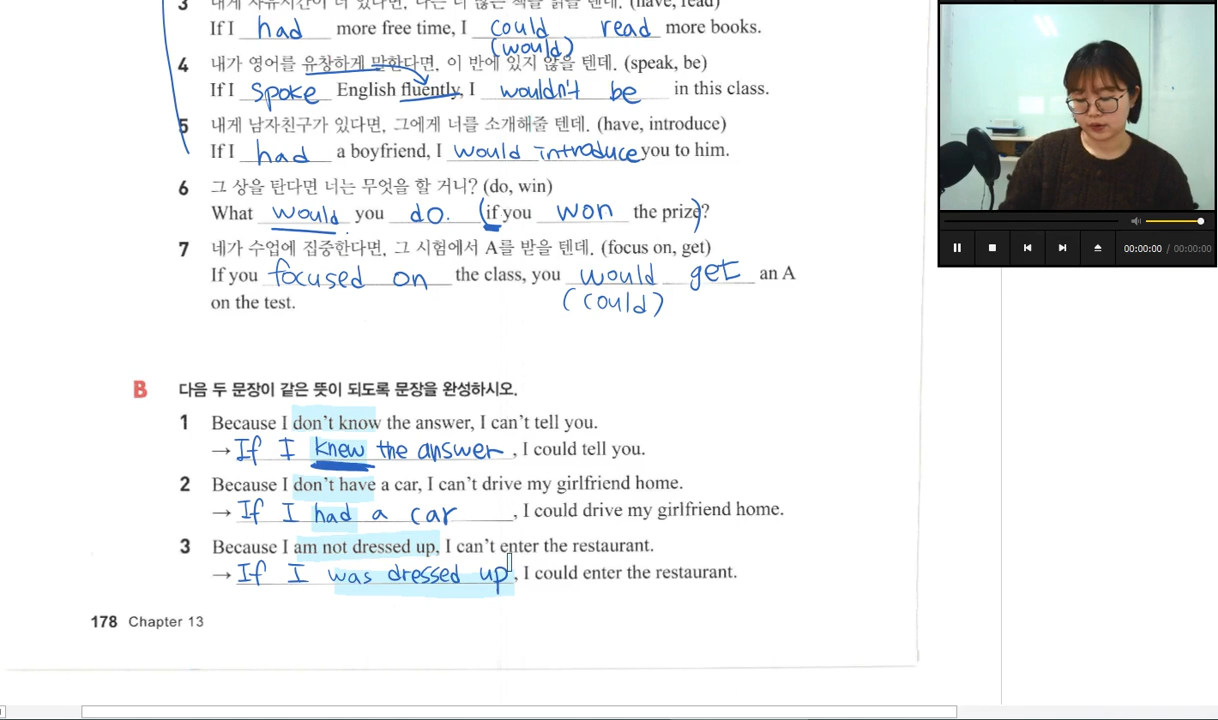 3 내게 자유시간이 더 있다면, 나는 더 많은 책을 읽을 텐데. (have, read)
If I had more free time, I could read more books.
(would)
4 내가 영어를 유창하게 말한다면, 이 반에 있지 않을 텐데. (speak, be)
If I spoke English fluently, I wouldn't be in this class.
5 내게 남자친구가 있다면, 그에게 너를 소개해줄 텐데. (have, introduce)
If I had a boyfriend, I would introduce you to him.
6 그 상을 탄다면 너는 무엇을 할 거니? (do, win)
What would you do. (if you won the prize)?
7 네가 수업에 집중한다면, 그 시험에서 A를 받을 텐데. (focus on, get)
If you focused on the class, you would get an A
(could)
on the test.
B 다음 두 문장이 같은 뜻이 되도록 문장을 완성하시오.
1 Because I don't know the answer, I can't tell you.
→ If I knew the answer, I could tell you.
2 Because I don't have a car, I can't drive my girlfriend home.
→ If I had a car, I could drive my girlfriend home.
3 Because I am not dressed up, I can't enter the restaurant.
→ If I was dressed up, I could enter the restaurant.
178 Chapter 13
00:00:00 / 00:00:00